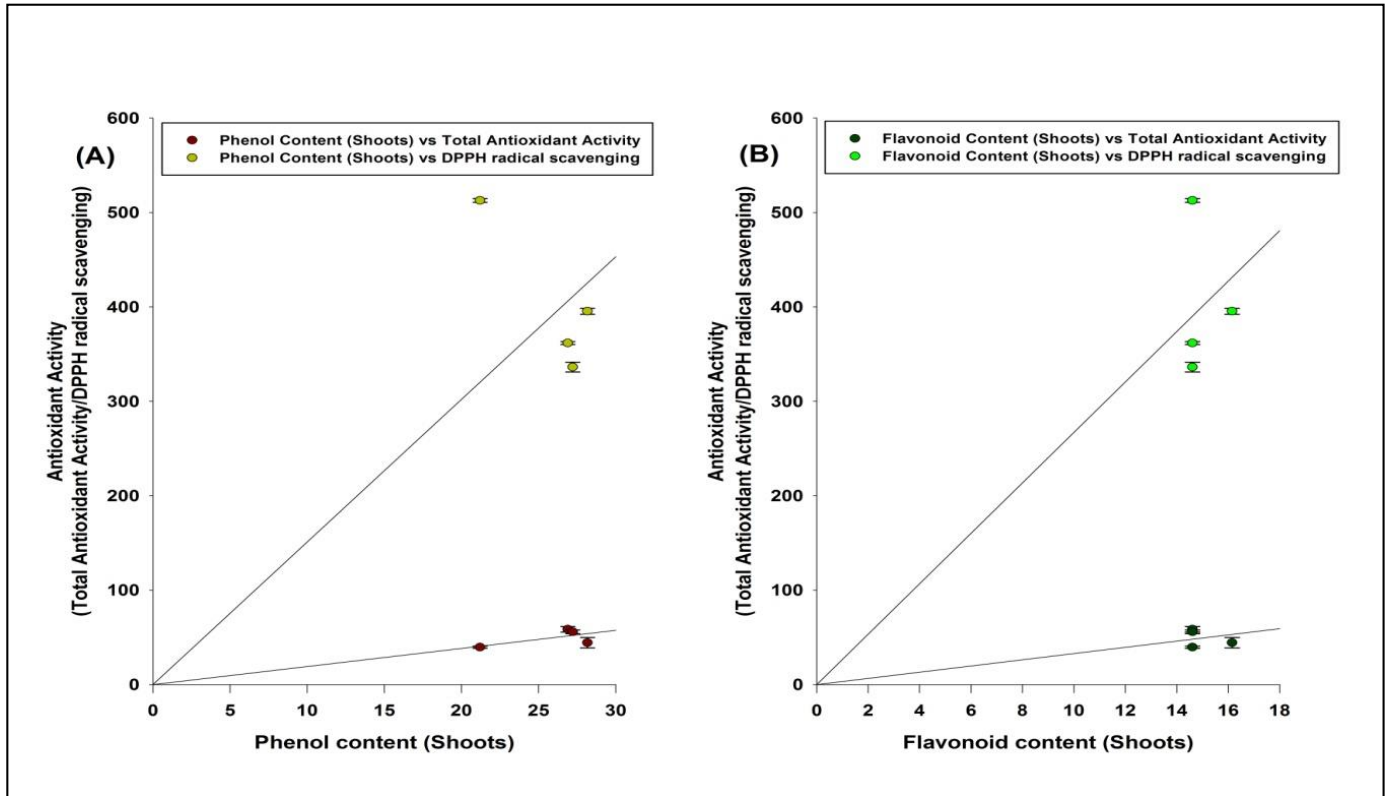 (A)
Phenol Content (Shoots) vs Total Antioxidant Activity
Phenol Content (Shoots) vs DPPH radical scavenging
Antioxidant Activity
(Total Antioxidant Activity/DPPH radical scavenging)
600
500
400
300
200
100
0
0 5 10 15 20 25 30
Phenol content (Shoots)
(B)
Flavonoid Content (Shoots) vs Total Antioxidant Activity
Flavonoid Content (Shoots) vs DPPH radical scavenging
Antioxidant Activity
(Total Antioxidant Activity/DPPH radical scavenging)
600
500
400
300
200
100
0
0 2 4 6 8 10 12 14 16 18
Flavonoid content (Shoots)